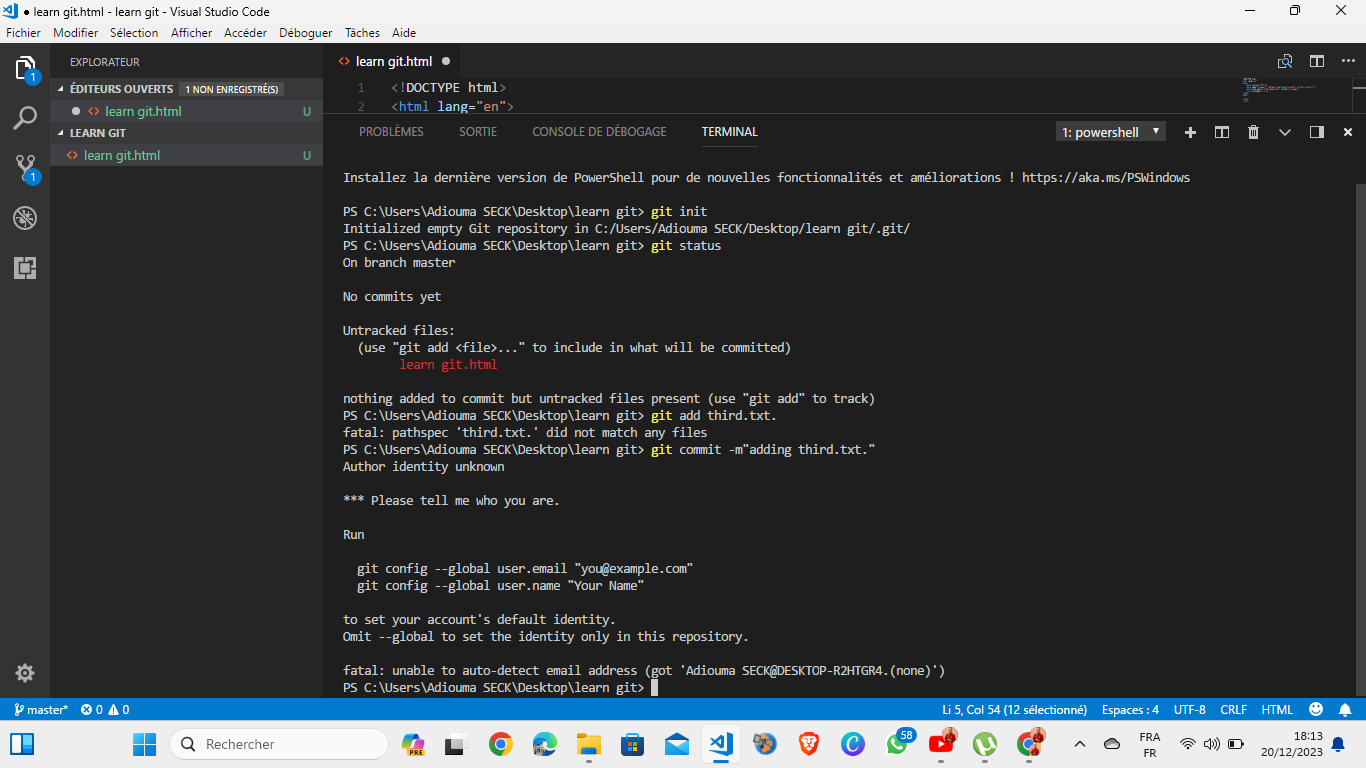 ● learn git.html - learn git - Visual Studio Code
Fichier Modifier Sélection Afficher Accéder Déboguer Tâches Aide
EXPLORATEUR
1
ÉDITEURS OUVERTS 1 NON ENREGISTRÉ(S)
● <> learn git.html U
LEARN GIT
<> learn git.html U
1
<> learn git.html ●
1 <!DOCTYPE html>
2 <html lang="en">
PROBLÈMES SORTIE CONSOLE DE DÉBOGAGE TERMINAL 1: powershell
Installez la dernière version de PowerShell pour de nouvelles fonctionnalités et améliorations ! https://aka.ms/PSWindows
PS C:\Users\Adiouma SECK\Desktop\learn git> git init
Initialized empty Git repository in C:/Users/Adiouma SECK/Desktop/learn git/.git/
PS C:\Users\Adiouma SECK\Desktop\learn git> git status
On branch master
No commits yet
Untracked files:
(use "git add <file>..." to include in what will be committed)
learn git.html
nothing added to commit but untracked files present (use "git add" to track)
PS C:\Users\Adiouma SECK\Desktop\learn git> git add third.txt.
fatal: pathspec 'third.txt.' did not match any files
PS C:\Users\Adiouma SECK\Desktop\learn git> git commit -m"adding third.txt."
Author identity unknown
*** Please tell me who you are.
Run
git config --global user.email "you@example.com"
git config --global user.name "Your Name"
to set your account's default identity.
Omit --global to set the identity only in this repository.
fatal: unable to auto-detect email address (got 'Adiouma SECK@DESKTOP-R2HTGR4.(none)')
PS C:\Users\Adiouma SECK\Desktop\learn git>
master* 0 0 Li 5, Col 54 (12 sélectionné) Espaces : 4 UTF-8 CRLF HTML
Rechercher
PRE
58
FRA
FR
18:13
20/12/2023